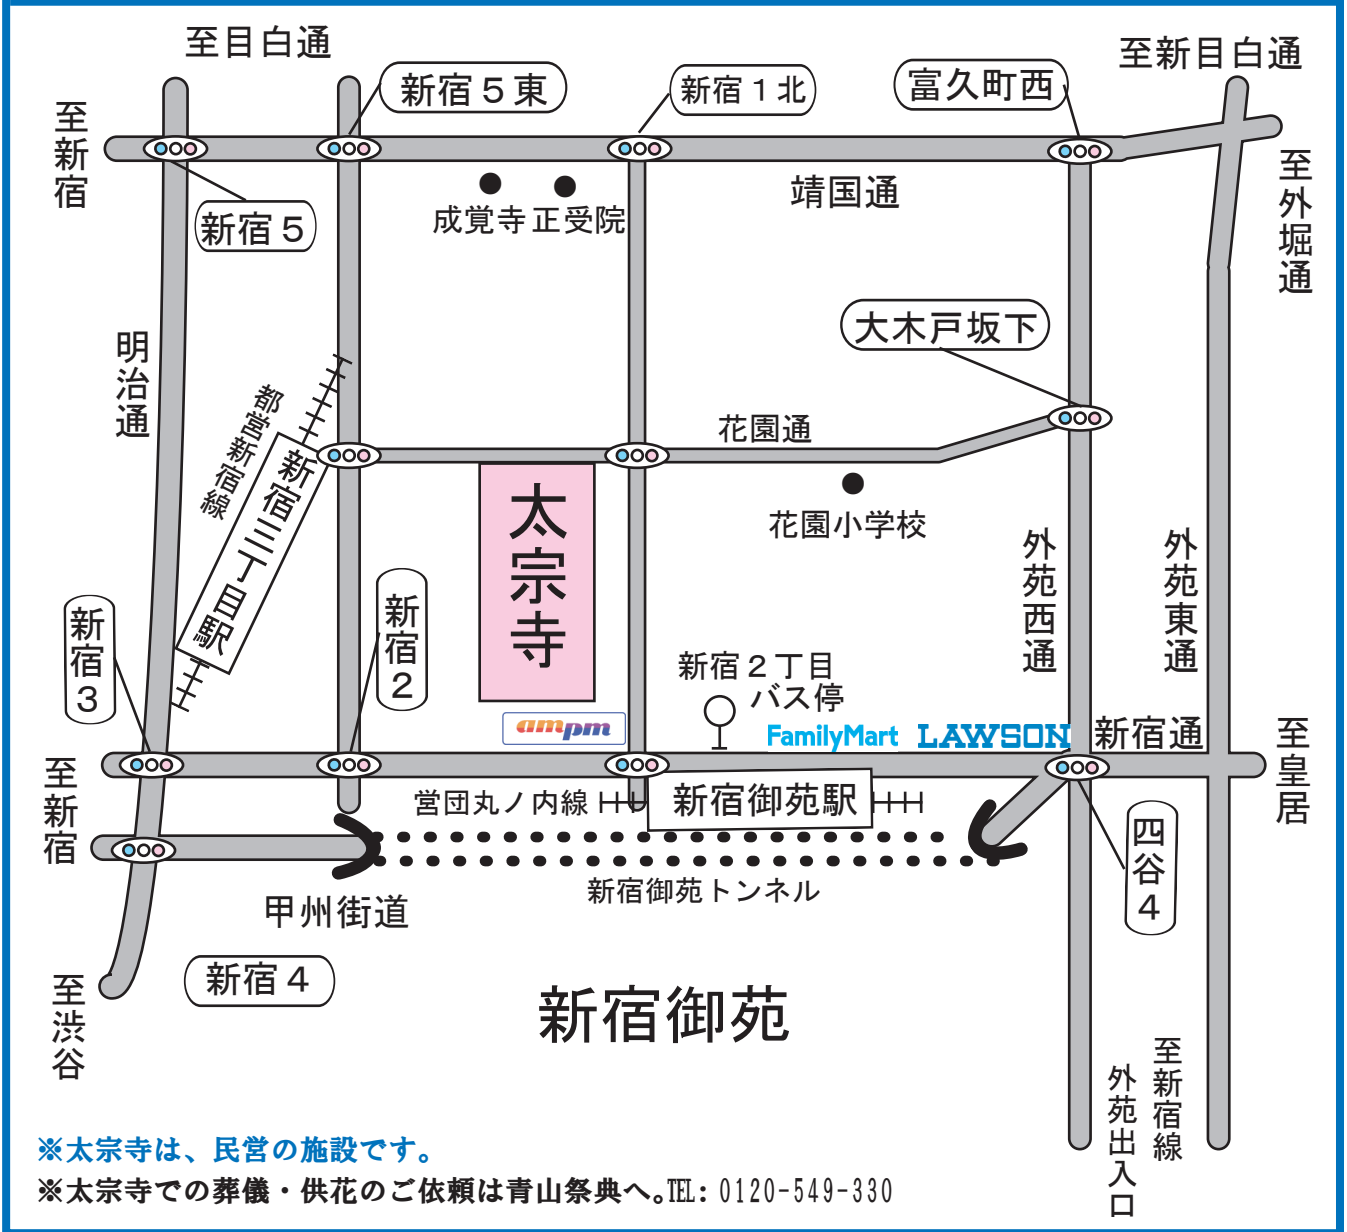 至目白通
至新目白通
新宿５東
新宿１北
富久町西
至新宿
至外堀通
新宿５
成覚寺
正受院
靖国通
大木戸坂下
明治通
都営新宿線
新宿三丁目駅
花園通
花園小学校
太宗寺
外苑西通
外苑東通
新宿3
新宿2
新宿２丁目
バス停
ampm
FamilyMart
LAWSON
新宿通
至皇居
至新宿
営団丸ノ内線
新宿御苑駅
四谷4
新宿御苑トンネル
甲州街道
新宿４
至渋谷
新宿御苑
至新宿線
外苑出入口
※太宗寺は、民営の施設です。
※太宗寺での葬儀・供花のご依頼は青山祭典へ。TEL: 0120-549-330